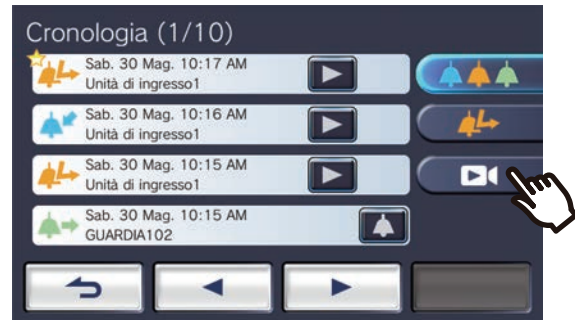 Cronologia (1/10)
Sab. 30 Mag. 10:17 AM
Unità di ingresso1
Sab. 30 Mag. 10:16 AM
Unità di ingresso1
Sab. 30 Mag. 10:15 AM
Unità di ingresso1
Sab. 30 Mag. 10:15 AM
GUARDIA102